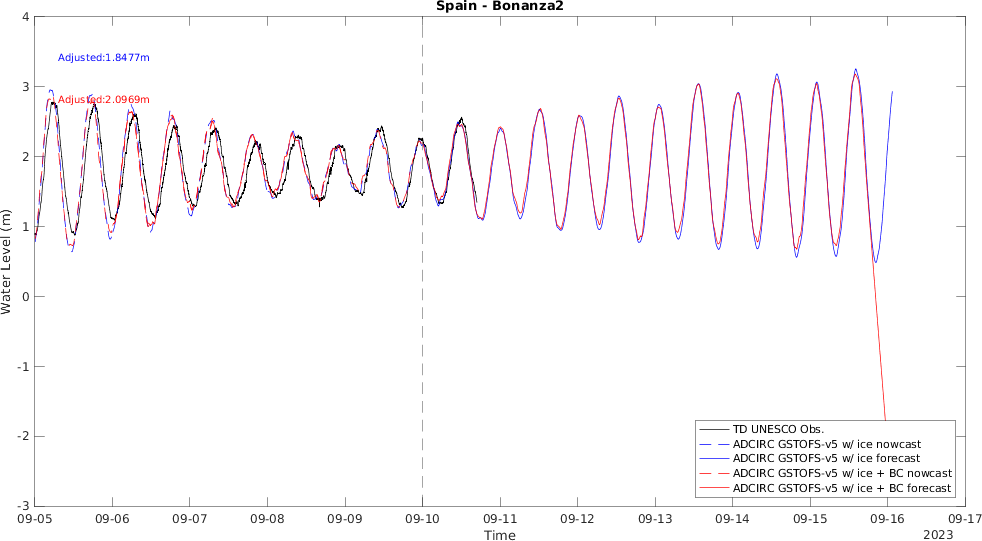 Spain - Bonanza2
Adjusted:1.8477m
Adjusted:2.0969m
Water Level (m)
4
3
2
1
0
-1
-2
-3
TD UNESCO Obs.
ADCIRC GSTOFS-v5 w/ ice nowcast
ADCIRC GSTOFS-v5 w/ ice forecast
ADCIRC GSTOFS-v5 w/ ice + BC nowcast
ADCIRC GSTOFS-v5 w/ ice + BC forecast
09-05 09-06 09-07 09-08 09-09 09-10 09-11 09-12 09-13 09-14 09-15 09-16 09-17
Time
2023